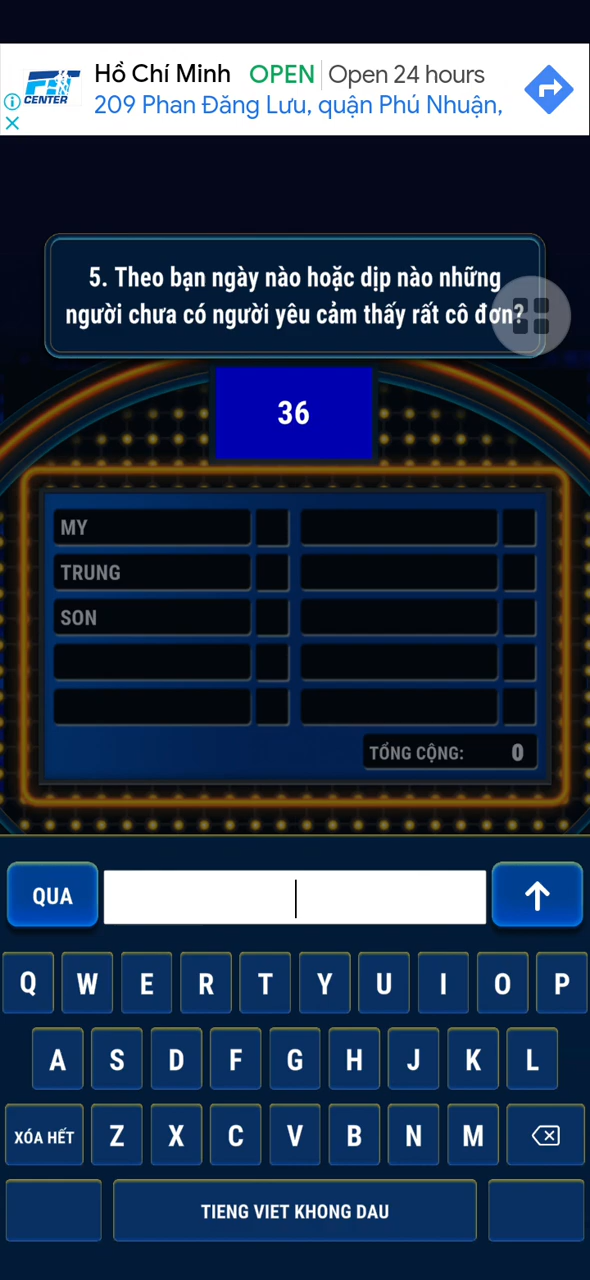 FIT
CENTER
Hồ Chí Minh OPEN Open 24 hours
209 Phan Đăng Lưu, quận Phú Nhuận,
5. Theo bạn ngày nào hoặc dịp nào những
người chưa có người yêu cảm thấy rất cô đơn?
36
MY
TRUNG
SON
TỔNG CỘNG: 0
QUA
Q W E R T Y U I O P
A S D F G H J K L
XÓA HẾT Z X C V B N M
TIENG VIET KHONG DAU